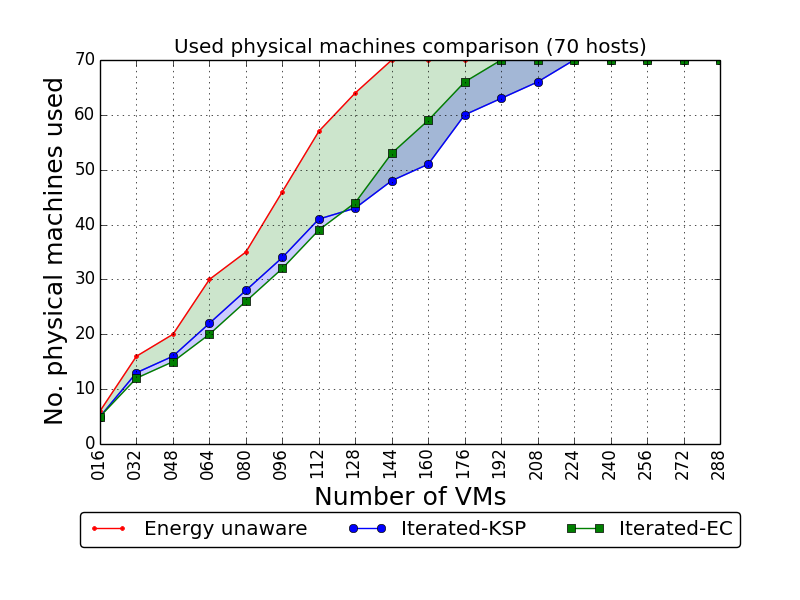 Used physical machines comparison (70 hosts)
No. physical machines used
70
60
50
40
30
20
10
0
016 032 048 064 080 096 112 128 144 160 176 192 208 224 240 256 272 288
Number of VMs
Energy unaware Iterated-KSP Iterated-EC